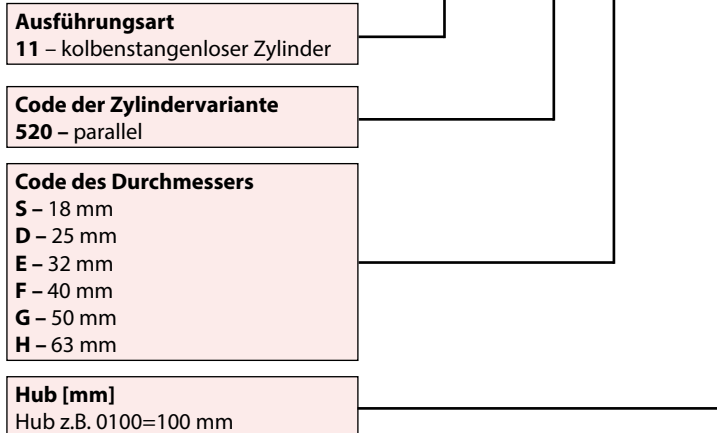 Ausführungsart
11 – kolbenstangenloser Zylinder
Code der Zylindervariante
520 – parallel
Code des Durchmessers
S – 18 mm
D – 25 mm
E – 32 mm
F – 40 mm
G – 50 mm
H – 63 mm
Hub [mm]
Hub z.B. 0100=100 mm